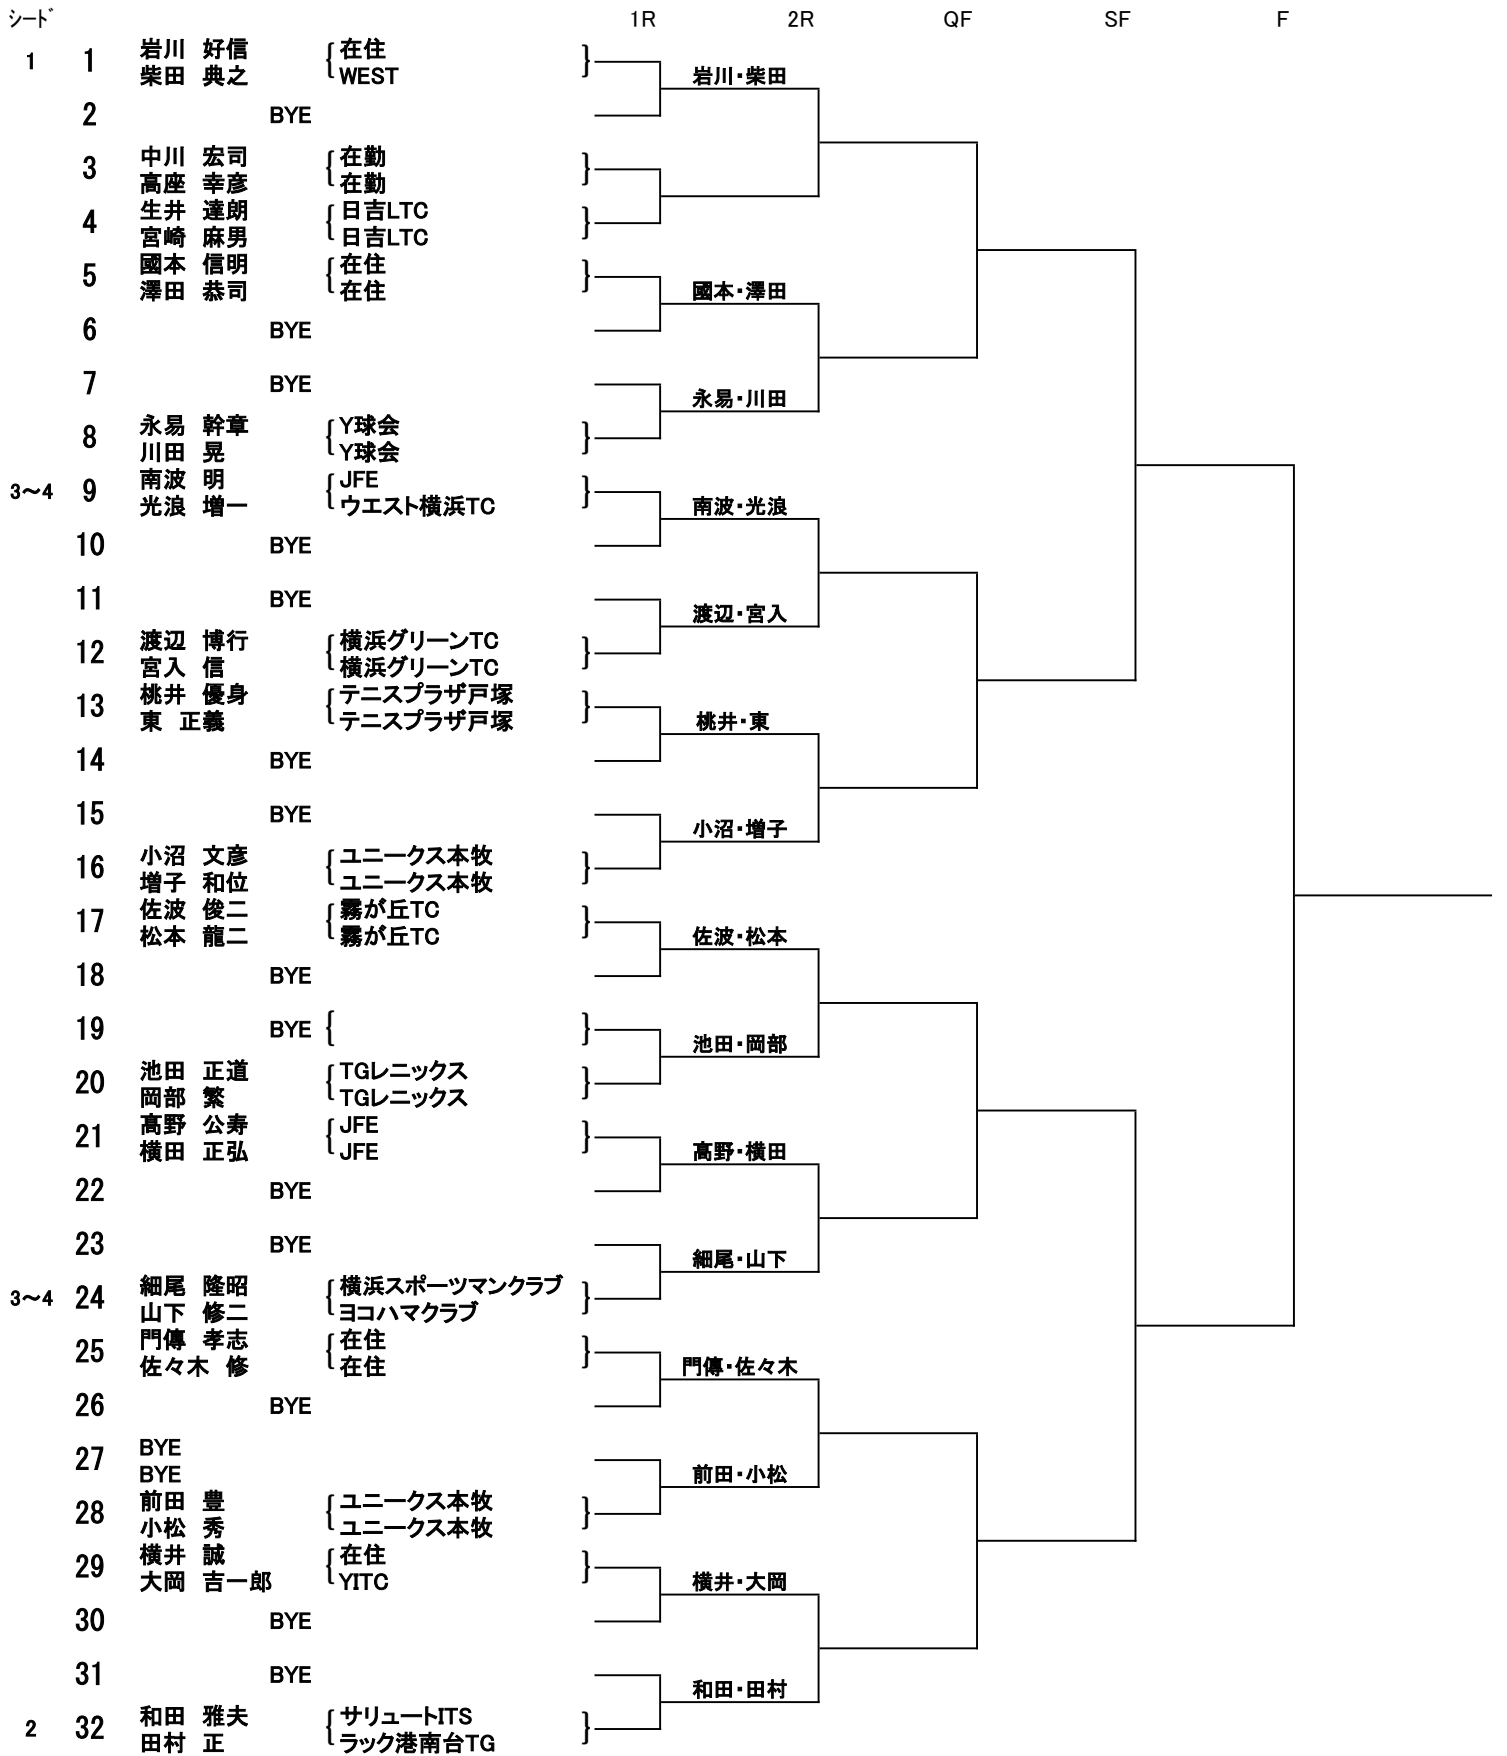 ｼｰﾄﾞ 1R 2R QF SF F
1 1 岩川 好信 在住
柴田 典之 WEST
岩川・柴田
2 BYE
3 中川 宏司 在勤
高座 幸彦 在勤
4 生井 達朗 日吉LTC
宮崎 麻男 日吉LTC
5 國本 信明 在住
澤田 恭司 在住
國本・澤田
6 BYE
7 BYE
永易・川田
8 永易 幹章 Y球会
川田 晃 Y球会
3～4 9 南波 明 JFE
光浪 増一 ウエスト横浜TC
南波・光浪
10 BYE
11 BYE
渡辺・宮入
12 渡辺 博行 横浜グリーンTC
宮入 信 横浜グリーンTC
13 桃井 優身 テニスプラザ戸塚
東 正義 テニスプラザ戸塚
桃井・東
14 BYE
15 BYE
小沼・増子
16 小沼 文彦 ユニークス本牧
増子 和位 ユニークス本牧
17 佐波 俊二 霧が丘TC
松本 龍二 霧が丘TC
佐波・松本
18 BYE
19 BYE
池田・岡部
20 池田 正道 TGレニックス
岡部 繁 TGレニックス
21 高野 公寿 JFE
横田 正弘 JFE
高野・横田
22 BYE
23 BYE
細尾・山下
3～4 24 細尾 隆昭 横浜スポーツマンクラブ
山下 修二 ヨコハマクラブ
25 門傳 孝志 在住
佐々木 修 在住
門傳・佐々木
26 BYE
27 BYE
BYE
前田・小松
28 前田 豊 ユニークス本牧
小松 秀 ユニークス本牧
29 横井 誠 在住
大岡 吉一郎 YITC
横井・大岡
30 BYE
31 BYE
和田・田村
2 32 和田 雅夫 サリュートITS
田村 正 ラック港南台TG